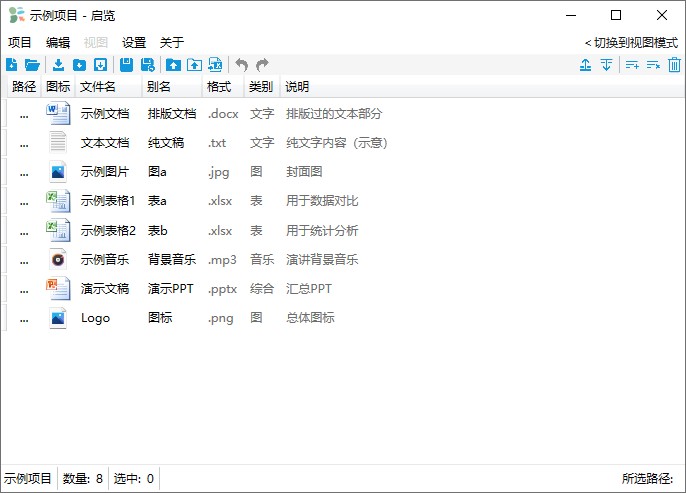 示例项目 - 启览
项目 编辑 视图 设置 关于 < 切换到视图模式
路径 图标 文件名 别名 格式 类别 说明
... 示例文档 排版文档 .docx 文字 排版过的文本部分
... 文本文档 纯文稿 .txt 文字 纯文字内容（示意）
... 示例图片 图a .jpg 图 封面图
... 示例表格1 表a .xlsx 表 用于数据对比
... 示例表格2 表b .xlsx 表 用于统计分析
... 示例音乐 背景音乐 .mp3 音乐 演讲背景音乐
... 演示文稿 演示PPT .pptx 综合 汇总PPT
... Logo 图标 .png 图 总体图标
示例项目 数量: 8 选中: 0 所选路径: